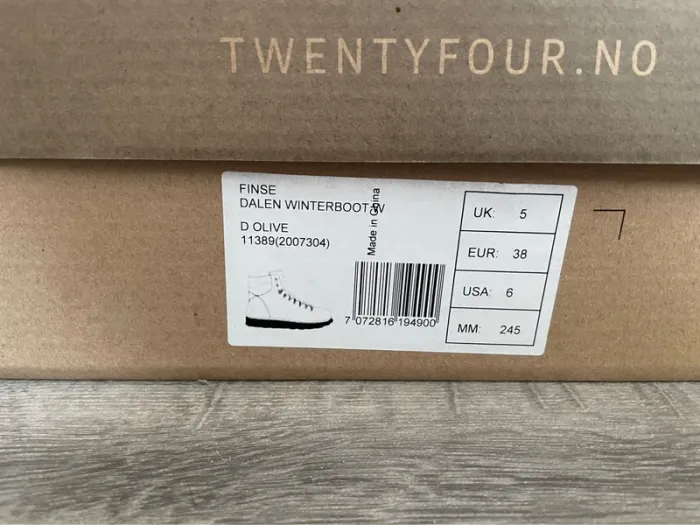 TWENTYFOUR.NO
FINSE
DALEN WINTERBOOT W
D OLIVE
11389(2007304)
Made in China
7 072816 194900
UK: 5
EUR: 38
USA: 6
MM: 245